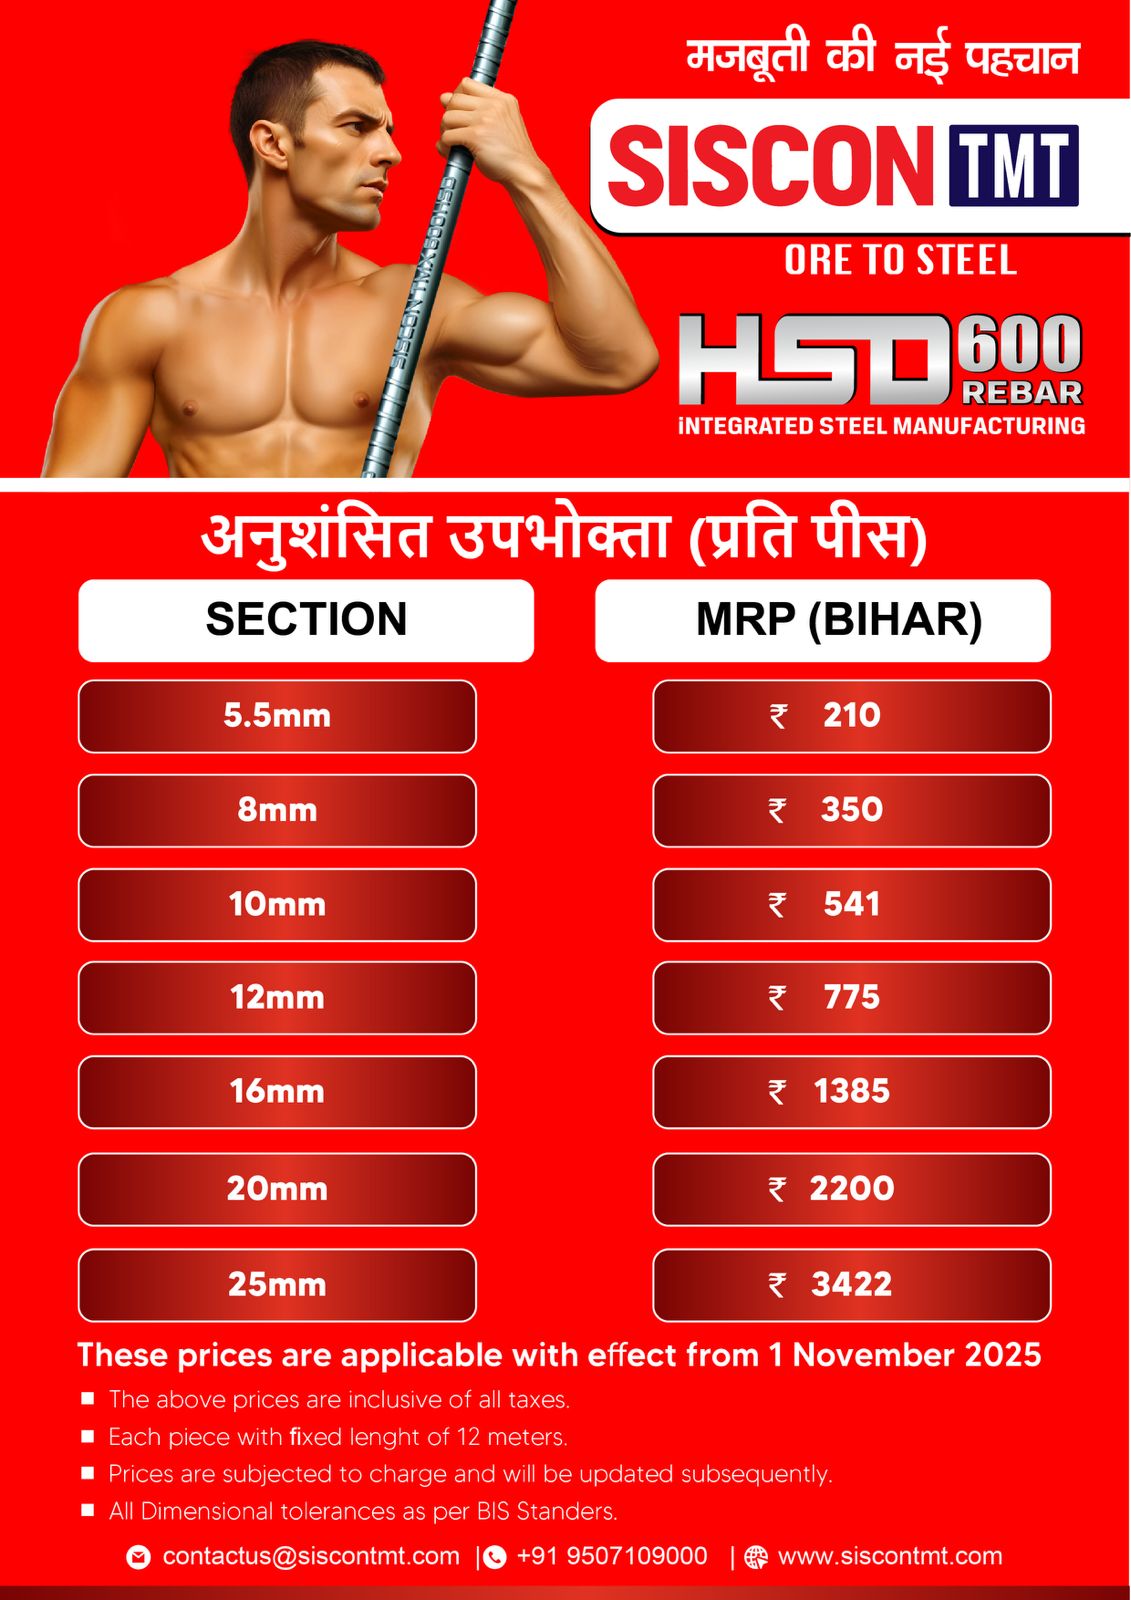 मजबूती की नई पहचान
SISCON TMT
ORE TO STEEL
HSD 600
REBAR
iNTEGRATED STEEL MANUFACTURING
अनुशंसित उपभोक्ता (प्रति पीस)
SECTION MRP (BIHAR)
5.5mm ₹ 210
8mm ₹ 350
10mm ₹ 541
12mm ₹ 775
16mm ₹ 1385
20mm ₹ 2200
25mm ₹ 3422
These prices are applicable with effect from 1 November 2025
The above prices are inclusive of all taxes.
Each piece with fixed lenght of 12 meters.
Prices are subjected to charge and will be updated subsequently.
All Dimensional tolerances as per BIS Standers.
contactus@siscontmt.com | +91 9507109000 | www.siscontmt.com